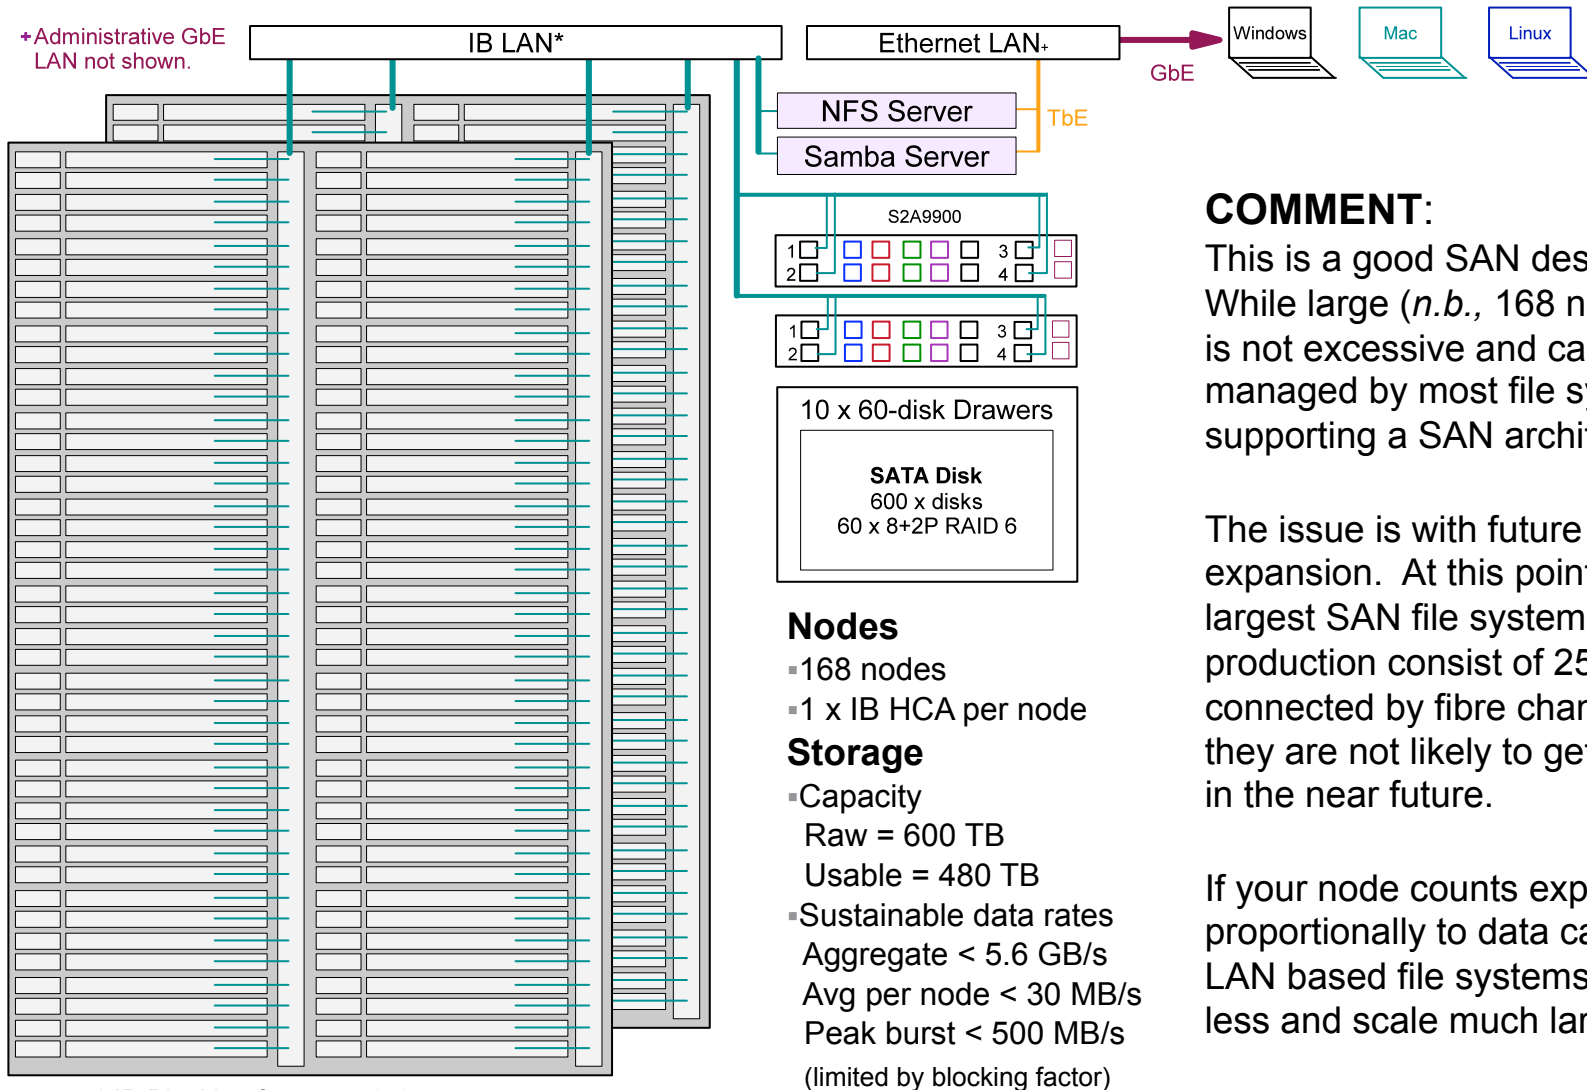 +Administrative GbE
LAN not shown.
IB LAN*
Ethernet LAN+
GbE
Windows
Mac
Linux
NFS Server
Samba Server
TbE
S2A9900
1
2
3
4
1
2
3
4
10 x 60-disk Drawers
SATA Disk
600 x disks
60 x 8+2P RAID 6
Nodes
▪168 nodes
▪1 x IB HCA per node
Storage
▪Capacity
Raw = 600 TB
Usable = 480 TB
▪Sustainable data rates
Aggregate < 5.6 GB/s
Avg per node < 30 MB/s
Peak burst < 500 MB/s
(limited by blocking factor)
COMMENT:
This is a good SAN des
While large (n.b., 168 n
is not excessive and ca
managed by most file sy
supporting a SAN archit
The issue is with future
expansion. At this point
largest SAN file system
production consist of 25
connected by fibre chan
they are not likely to get
in the near future.
If your node counts exp
proportionally to data ca
LAN based file systems
less and scale much lar